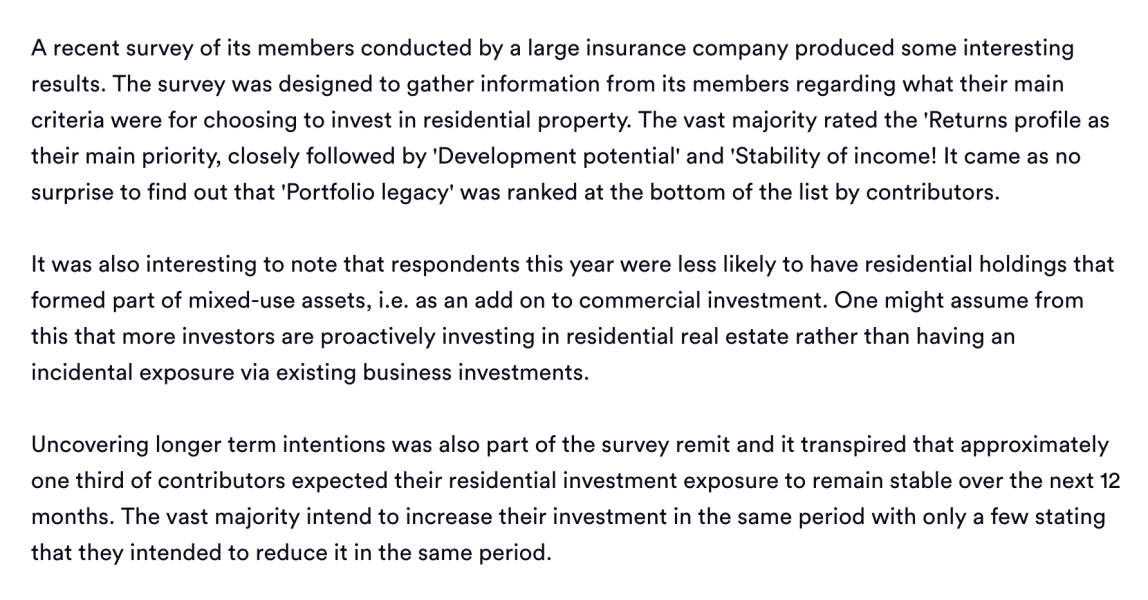 A recent survey of its members conducted by a large insurance company produced some interesting
results. The survey was designed to gather information from its members regarding what their main
criteria were for choosing to invest in residential property. The vast majority rated the 'Returns profile as
their main priority, closely followed by 'Development potential' and 'Stability of income! It came as no
surprise to find out that 'Portfolio legacy' was ranked at the bottom of the list by contributors.
It was also interesting to note that respondents this year were less likely to have residential holdings that
formed part of mixed-use assets, i.e. as an add on to commercial investment. One might assume from
this that more investors are proactively investing in residential real estate rather than having an
incidental exposure via existing business investments.
Uncovering longer term intentions was also part of the survey remit and it transpired that approximately
one third of contributors expected their residential investment exposure to remain stable over the next 12
months. The vast majority intend to increase their investment in the same period with only a few stating
that they intended to reduce it in the same period.